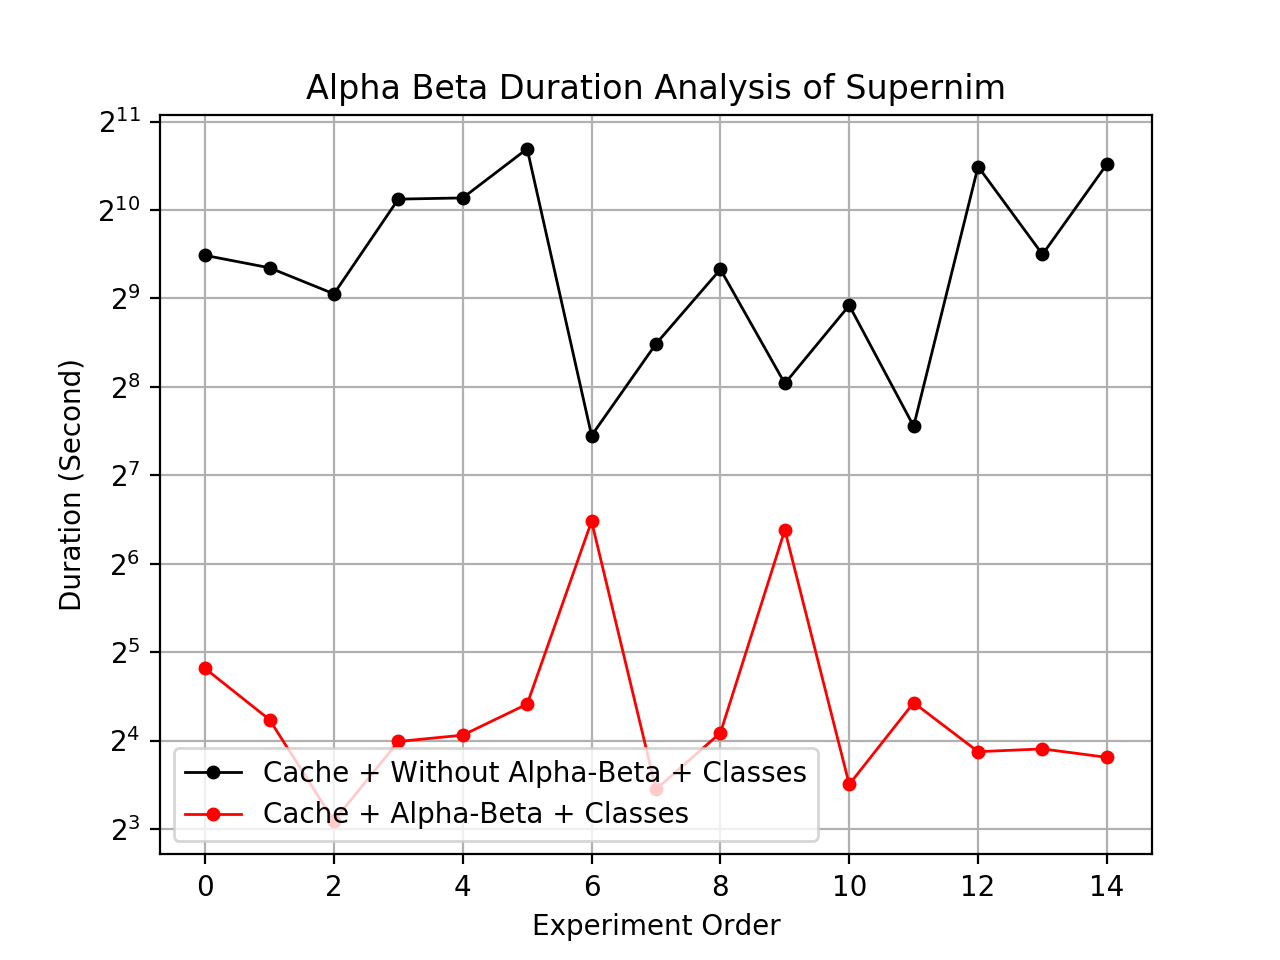 Alpha Beta Duration Analysis of Supernim
Duration (Second)
2^11
2^10
2^9
2^8
2^7
2^6
2^5
2^4
2^3
Cache + Without Alpha-Beta + Classes
Cache + Alpha-Beta + Classes
0 2 4 6 8 10 12 14
Experiment Order